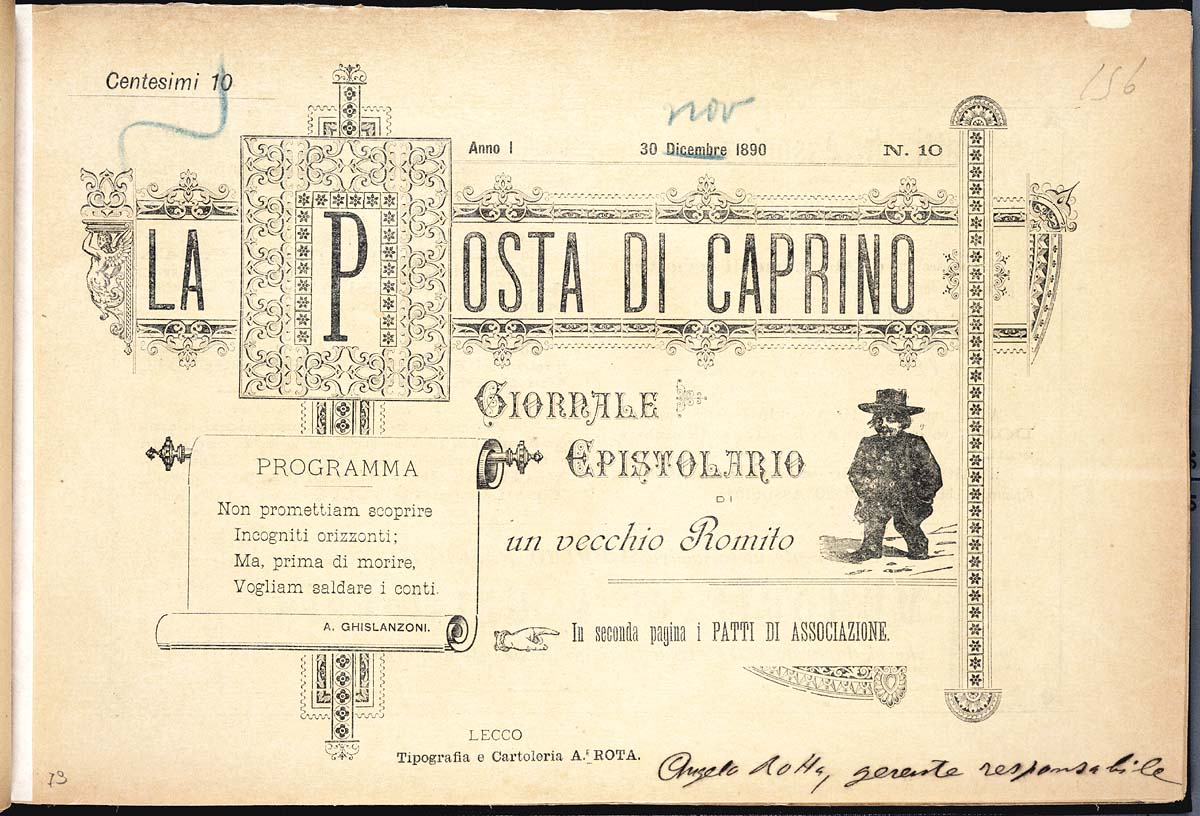 Centesimi 10
156
nov
Anno I 30 Dicembre 1890 N. 10
LA POSTA DI CAPRINO
GIORNALE
EPISTOLARIO
DI
un vecchio Romito
PROGRAMMA
Non promettiam scoprire
Incogniti orizzonti;
Ma, prima di morire,
Vogliam saldare i conti.
A. GHISLANZONI.
In seconda pagina i PATTI DI ASSOCIAZIONE.
LECCO
Tipografia e Cartoleria A.e ROTA.
Angelo Rotta, gerente responsabile